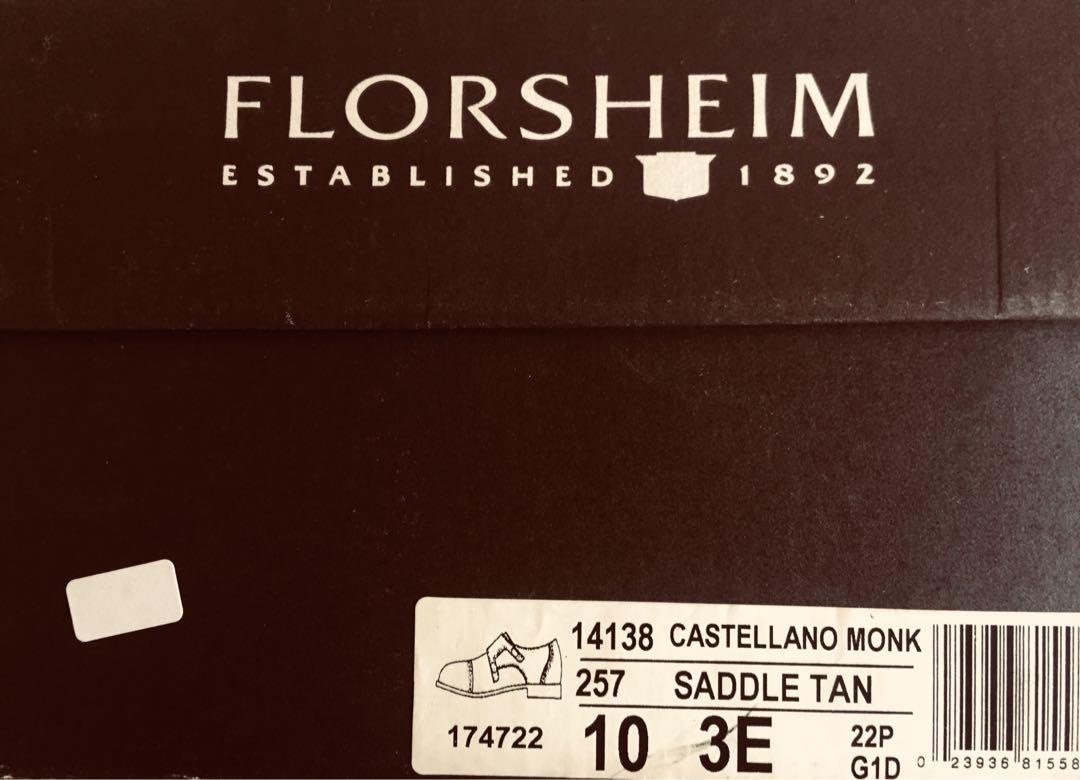 FLORSHEIM
ESTABLISHED 1892
14138 CASTELLANO MONK
257 SADDLE TAN
174722 10 3E 22P
G1D
0 23936 81558